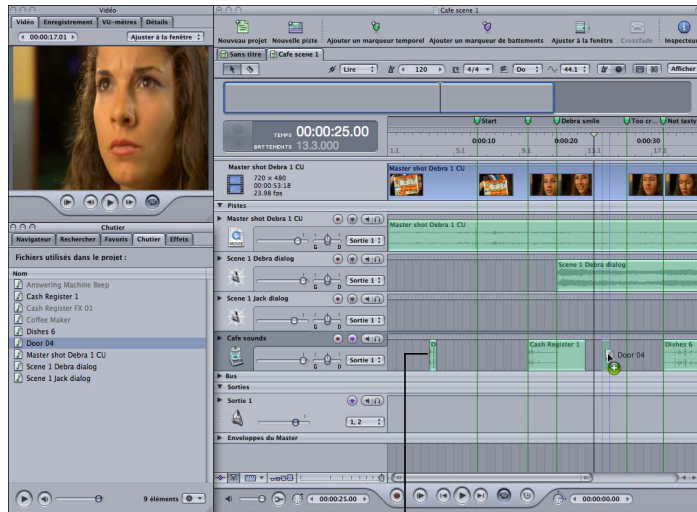 Vidéo
Vidéo Enregistrement VU-mètres Détails
00:00:17.01 Ajuster à la fenêtre
Cafe scene 1
Nouveau projet Nouvelle piste Ajouter un marqueur temporel Ajouter un marqueur de battements Ajuster à la fenêtre Crossfade Inspecteur
Sans titre Cafe scene 1
Lire 120 4/4 Do 44.1 Afficher
TEMPS 00:00:25.00
BATTEMENTS 13.3.000
Start Debra smile Too cr... Not tasty
0:00:10 0:00:20 0:00:30
1.1 5.1 9.1 13.1 17.1
Master shot Debra 1 CU
720 x 480
00:00:53:18
23.98 fps
Master shot Debra 1 CU
Pistes
Master shot Debra 1 CU
MOVIE
G D Sortie 1
Master shot Debra 1 CU
Scene 1 Debra dialog
G D Sortie 1
Scene 1 Debra dialog
Scene 1 Jack dialog
G D Sortie 1
Cafe sounds
G D Sortie 1
D Cash Register 1 Door 04 Dishes 6
Bus
Sorties
Sortie 1
1, 2
Enveloppes du Master
00:00:25.00 00:00:00.00
Chutier
Navigateur Rechercher Favoris Chutier Effets
Fichiers utilisés dans le projet :
Nom
Answering Machine Beep
Cash Register 1
Cash Register FX 01
Coffee Maker
Dishes 6
Door 04
Master shot Debra 1 CU
Scene 1 Debra dialog
Scene 1 Jack dialog
9 éléments